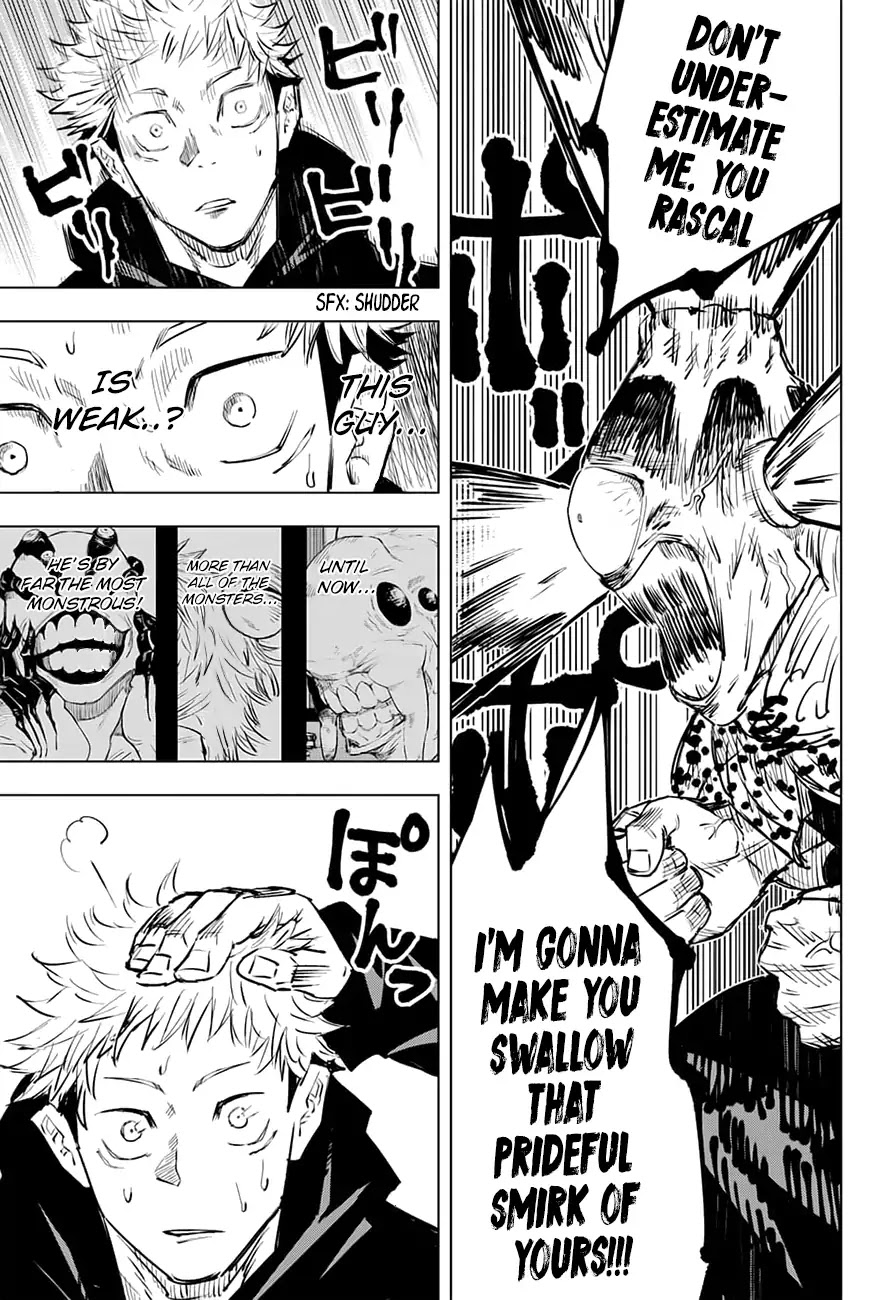 DON'T
UNDER-
ESTIMATE
ME. YOU
RASCAL
I'M GONNA
MAKE YOU
SWALLOW
THAT
PRIDEFUL
SMIRK OF
YOURS!!!
ビリ
ビリ
SFX: SHUDDER
THIS
GUY...
IS
WEAK..?
UNTIL
NOW...
MORE THAN
ALL OF THE
MONSTERS...
HE'S BY
FAR THE MOST
MONSTROUS!
ぽんっ